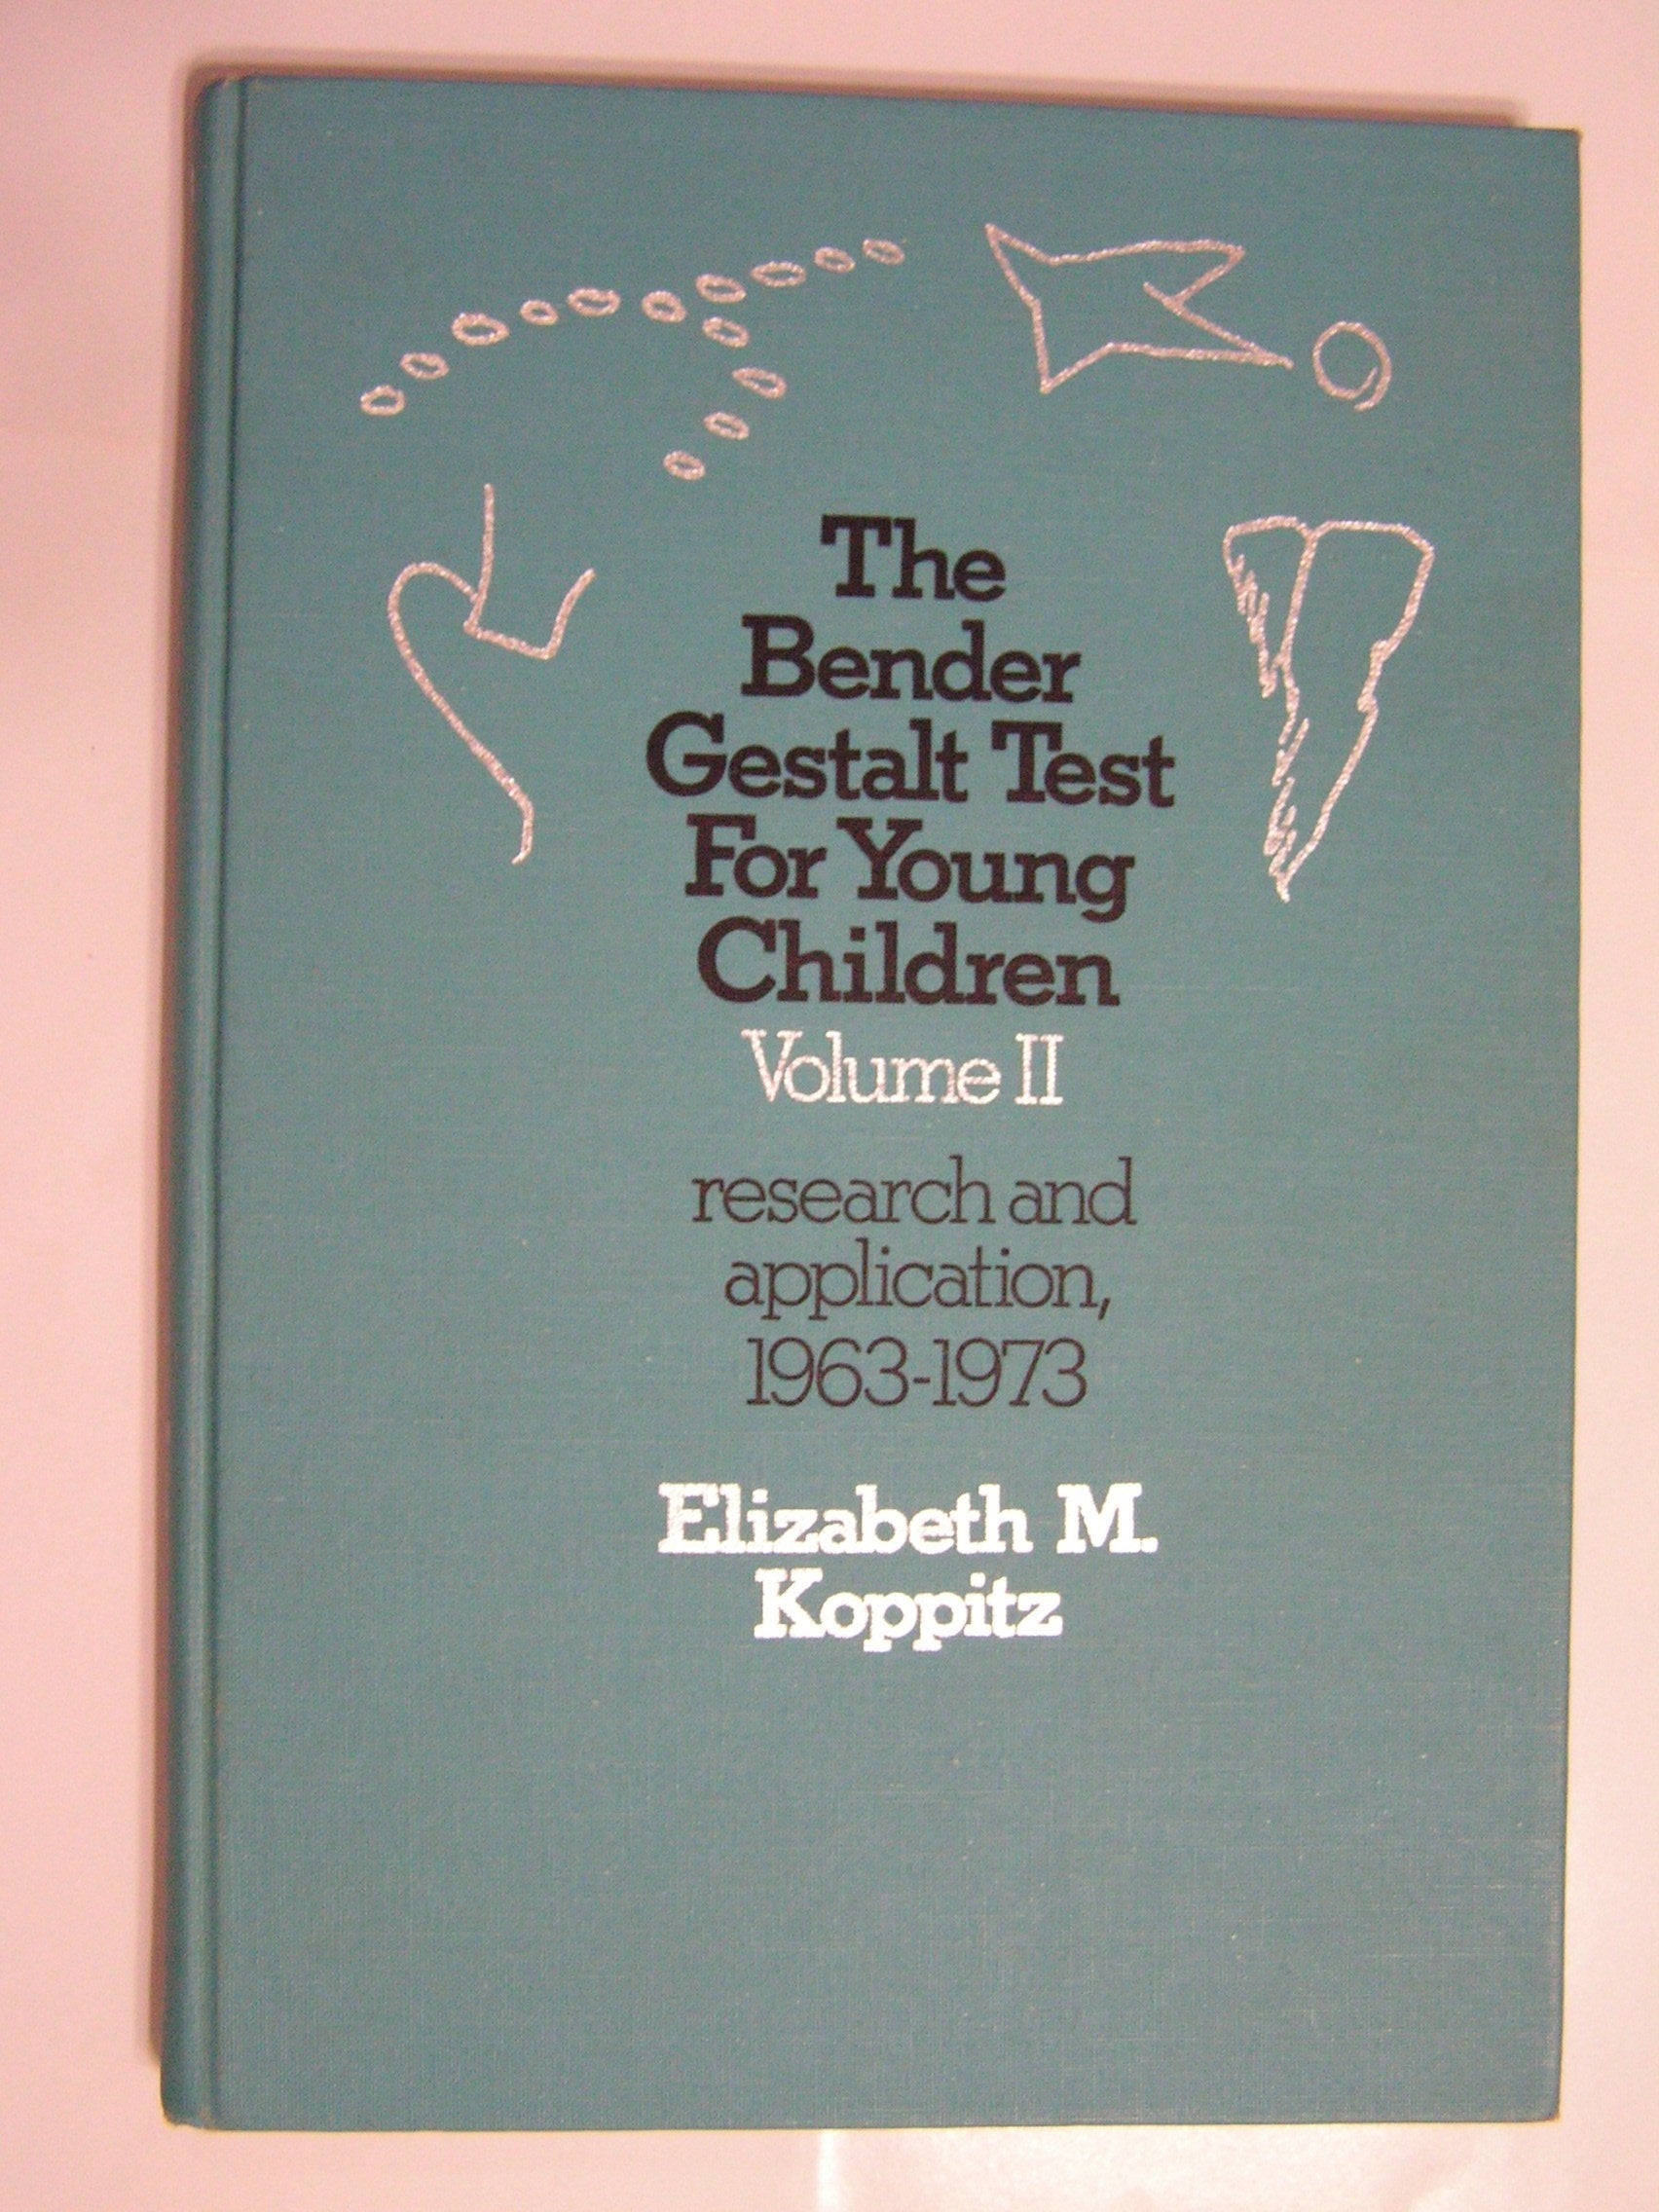 The
Bender
Gestalt Test
For Young
Children
Volume II
research and
application,
1963-1973
Elizabeth M.
Koppitz